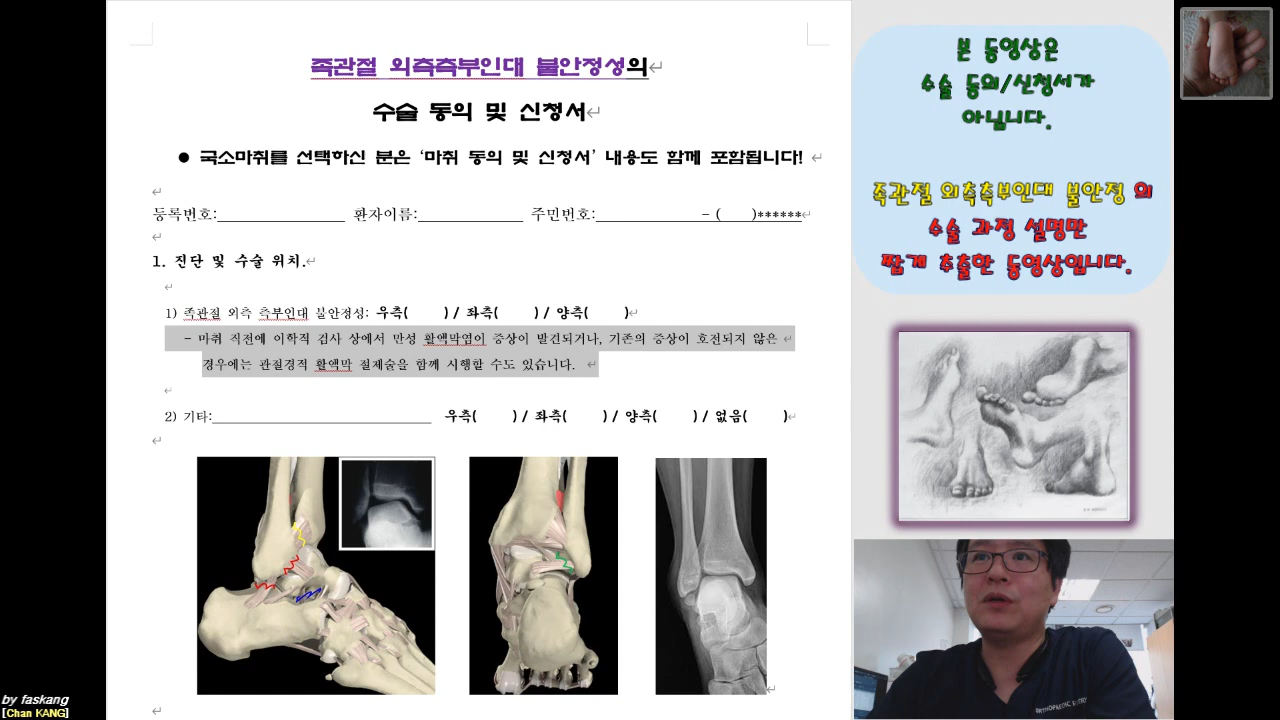 족관절 외측측부인대 불안정성의
수술 동의 및 신청서
● 국소마취를 선택하신 분은 ‘마취 동의 및 신청서’ 내용도 함께 포함됩니다!
등록번호:________________ 환자이름:______________ 주민번호:______________ – (    )******
1. 진단 및 수술 위치.
1) 족관절 외측 측부인대 불안정성: 우측(    ) / 좌측(    ) / 양측(    )
– 마취 직전에 이학적 검사 상에서 만성 활액막염이 증상이 발견되거나, 기존의 증상이 호전되지 않은
경우에는 관절경적 활액막 절제술을 함께 시행할 수도 있습니다.
2) 기타:____________________________ 우측(    ) / 좌측(    ) / 양측(    ) / 없음(    )
본 동영상은
수술 동의/신청서가
아닙니다.
족관절 외측측부인대 불안정 의
수술 과정 설명만
짧게 추출한 동영상입니다.
by faskang
[Chan KANG]